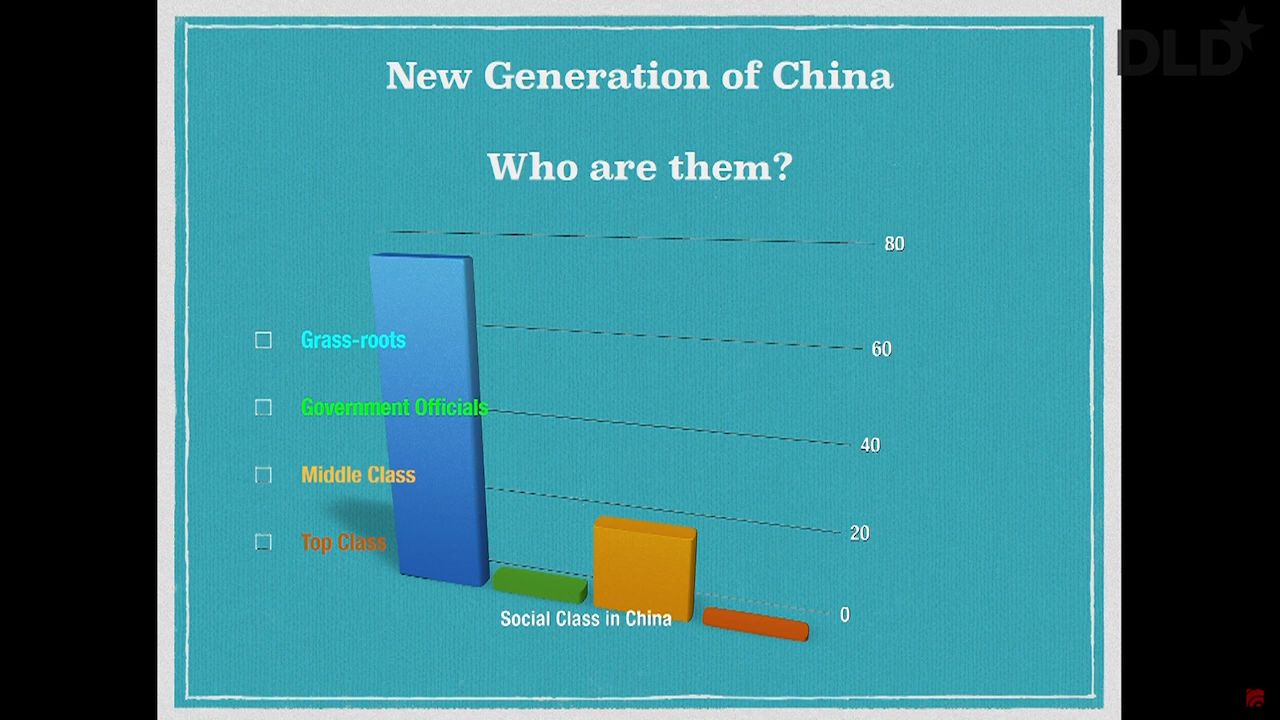 DLD
New Generation of China
Who are them?
80
60
40
20
0
Grass-roots
Government Officials
Middle Class
Top Class
Social Class in China